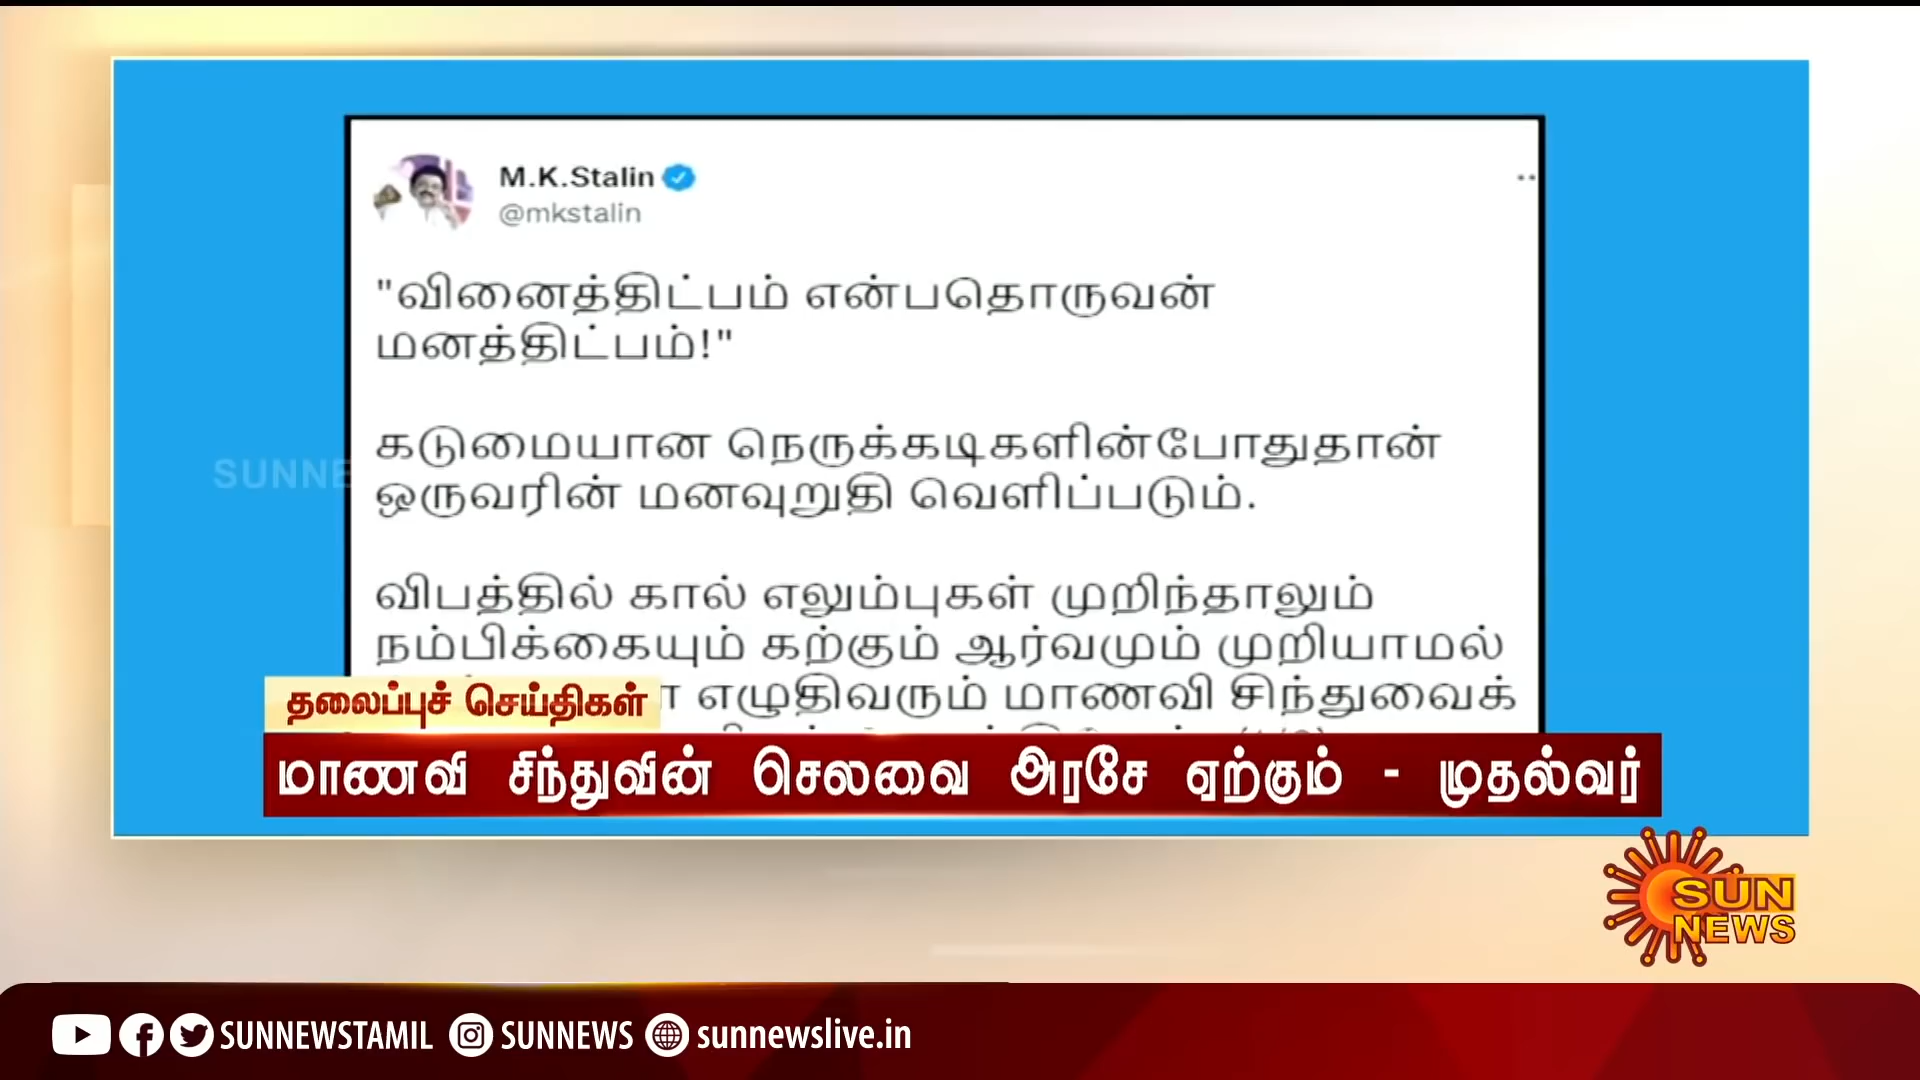 M.K.Stalin
@mkstalin
"வினைத்திட்பம் என்பதொருவன்
மனத்திட்பம்!"
கடுமையான நெருக்கடிகளின்போதுதான்
ஒருவரின் மனவுறுதி வெளிப்படும்.
SUNNE
விபத்தில் கால் எலும்புகள் முறிந்தாலும்
நம்பிக்கையும் கற்கும் ஆர்வமும் முறியாமல்
எழுதிவரும் மாணவி சிந்துவைக்
தலைப்புச் செய்திகள்
மாணவி சிந்துவின் செலவை அரசே ஏற்கும் - முதல்வர்
SUN
NEWS
SUNNEWSTAMIL SUNNEWS sunnewslive.in